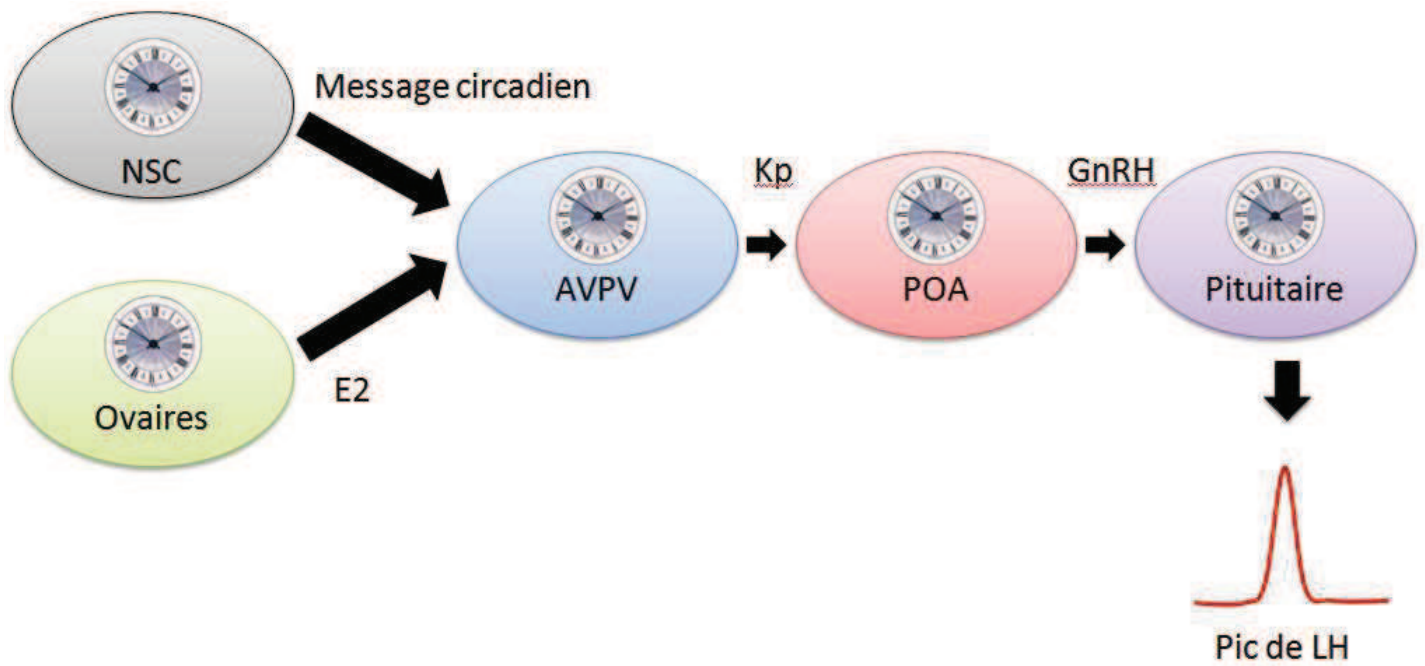 Message circadien
NSC
Kp
GnRH
AVPV
POA
Pituitaire
E2
Ovaires
Pic de LH